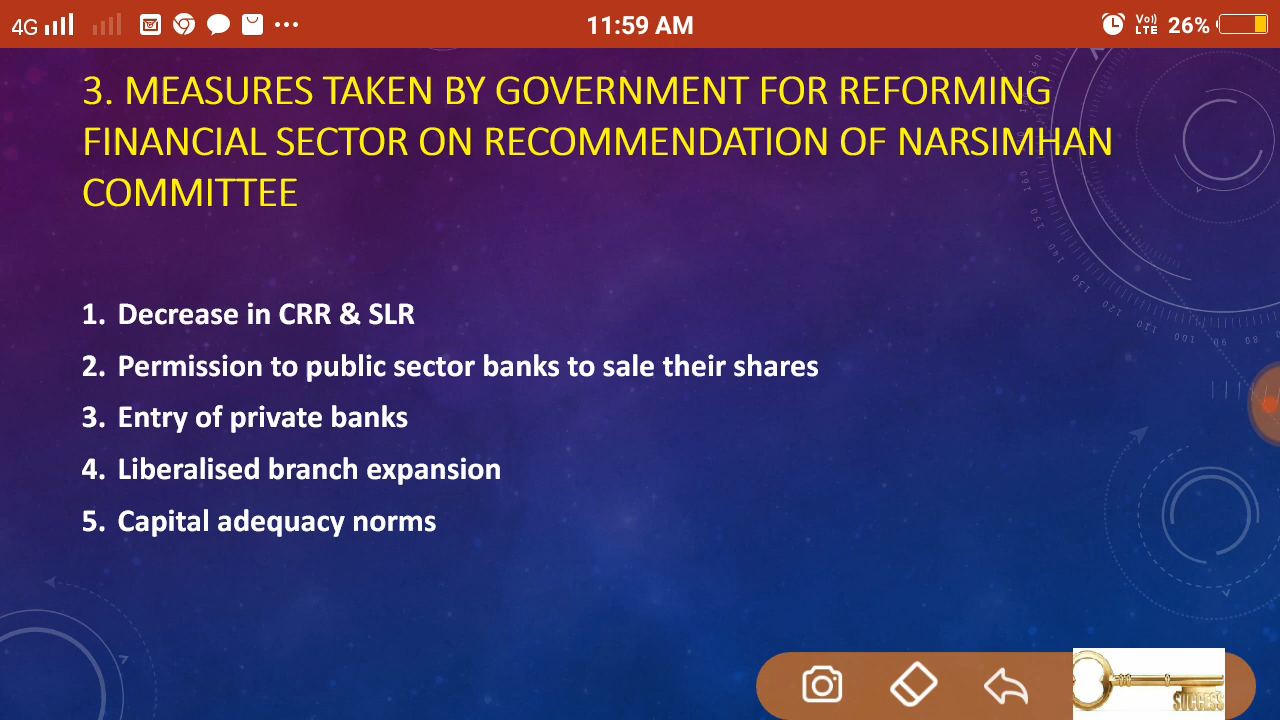 4G 11:59 AM Vo)) LTE 26%
3. MEASURES TAKEN BY GOVERNMENT FOR REFORMING
FINANCIAL SECTOR ON RECOMMENDATION OF NARSIMHAN
COMMITTEE
1. Decrease in CRR & SLR
2. Permission to public sector banks to sale their shares
3. Entry of private banks
4. Liberalised branch expansion
5. Capital adequacy norms
SUCCESS